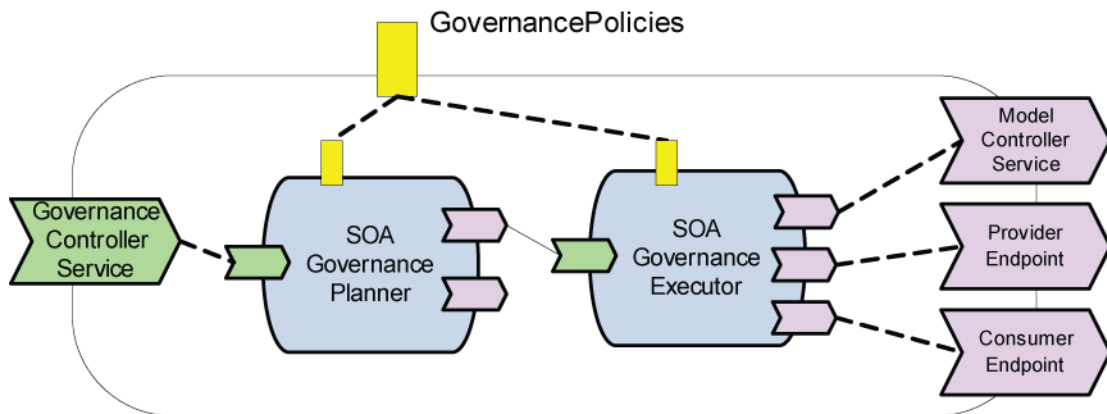 GovernancePolicies
Governance
Controller
Service
SOA
Governance
Planner
SOA
Governance
Executor
Model
Controller
Service
Provider
Endpoint
Consumer
Endpoint